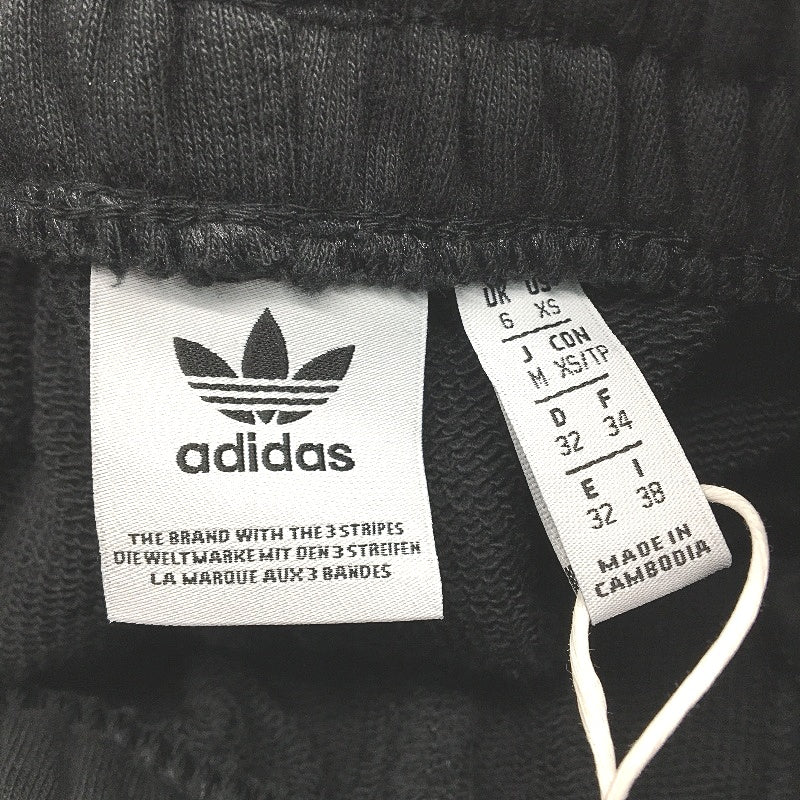 adidas
THE BRAND WITH THE 3 STRIPES
DIE WELTMARKE MIT DEN 3 STREIFEN
LA MARQUE AUX 3 BANDES
UK US
6 XS
J CDN
M XS/TP
D F
32 34
E I
32 38
MADE IN
CAMBODIA